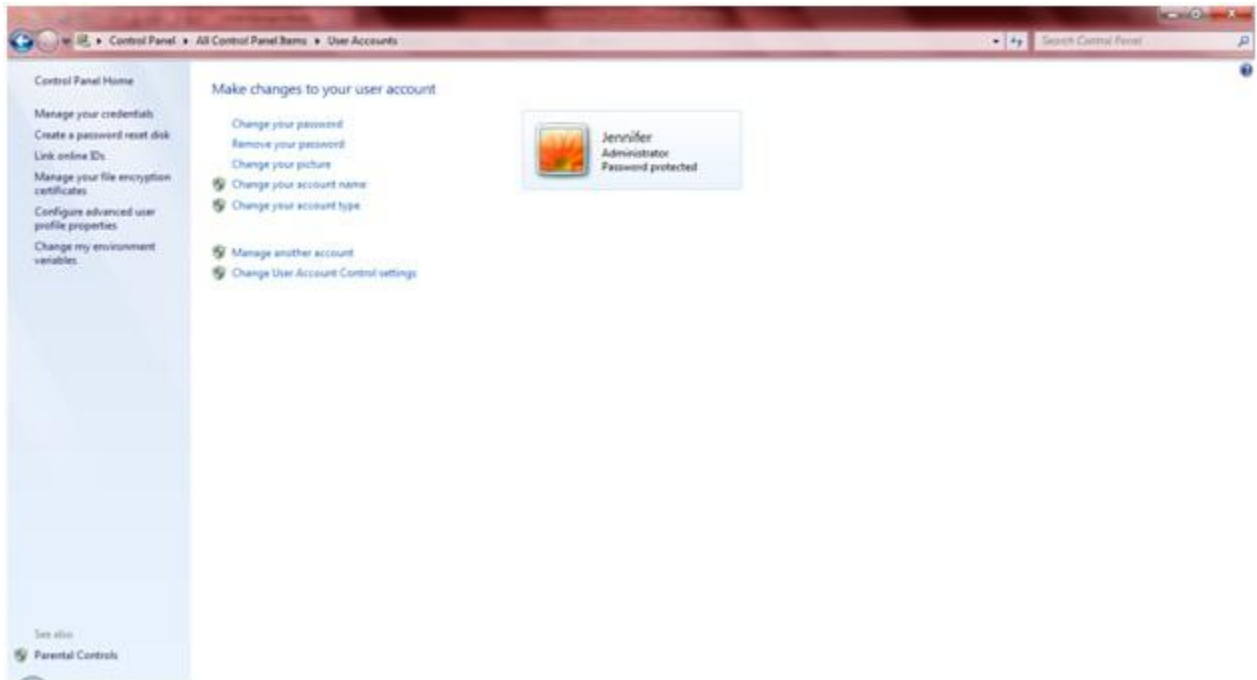 Control Panel ▸ All Control Panel Items ▸ User Accounts
Search Control Panel
Control Panel Home
Manage your credentials
Create a password reset disk
Link online IDs
Manage your file encryption
certificates
Configure advanced user
profile properties
Change my environment
variables
See also
Parental Controls
Make changes to your user account
Change your password
Remove your password
Change your picture
Change your account name
Change your account type
Manage another account
Change User Account Control settings
Jennifer
Administrator
Password protected